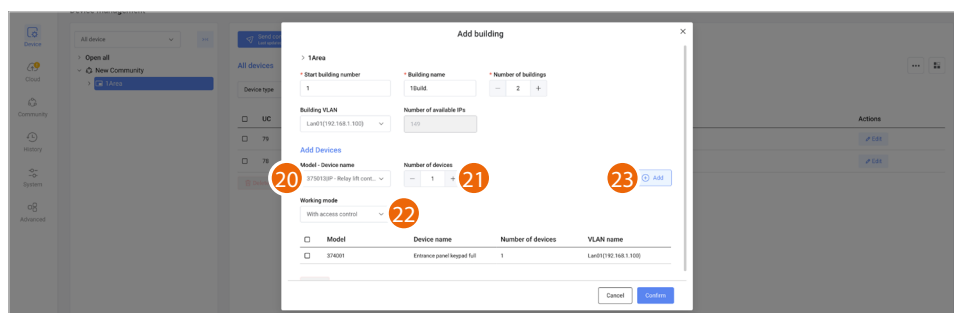 Device management
Add building
Device
All device
Open all
New Community
1Area
Cloud
Community
History
System
Advanced
All devices
Device type
UC
79
78
> 1Area
* Start building number
* Building name
* Number of buildings
1
1Build.
− 2 +
Building VLAN
Number of available IPs
Lan01(192.168.1.100)
149
Add Devices
Model - Device name
Number of devices
20
375013IP - Relay lift cont...
− 1 +
21
23
Add
Working mode
With access control
22
Model
Device name
Number of devices
VLAN name
374001
Entrance panel keypad full
1
Lan01(192.168.1.100)
Cancel
Confirm
Actions
Edit
Edit